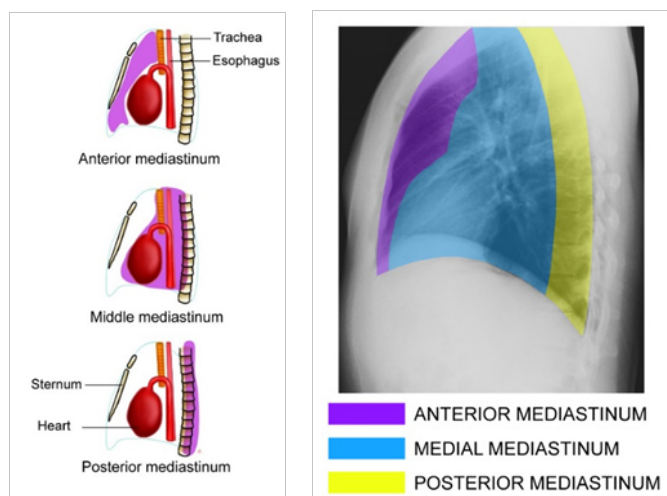 Trachea
Esophagus
Anterior mediastinum
Middle mediastinum
Sternum
Heart
Posterior mediastinum
ANTERIOR MEDIASTINUM
MEDIAL MEDIASTINUM
POSTERIOR MEDIASTINUM